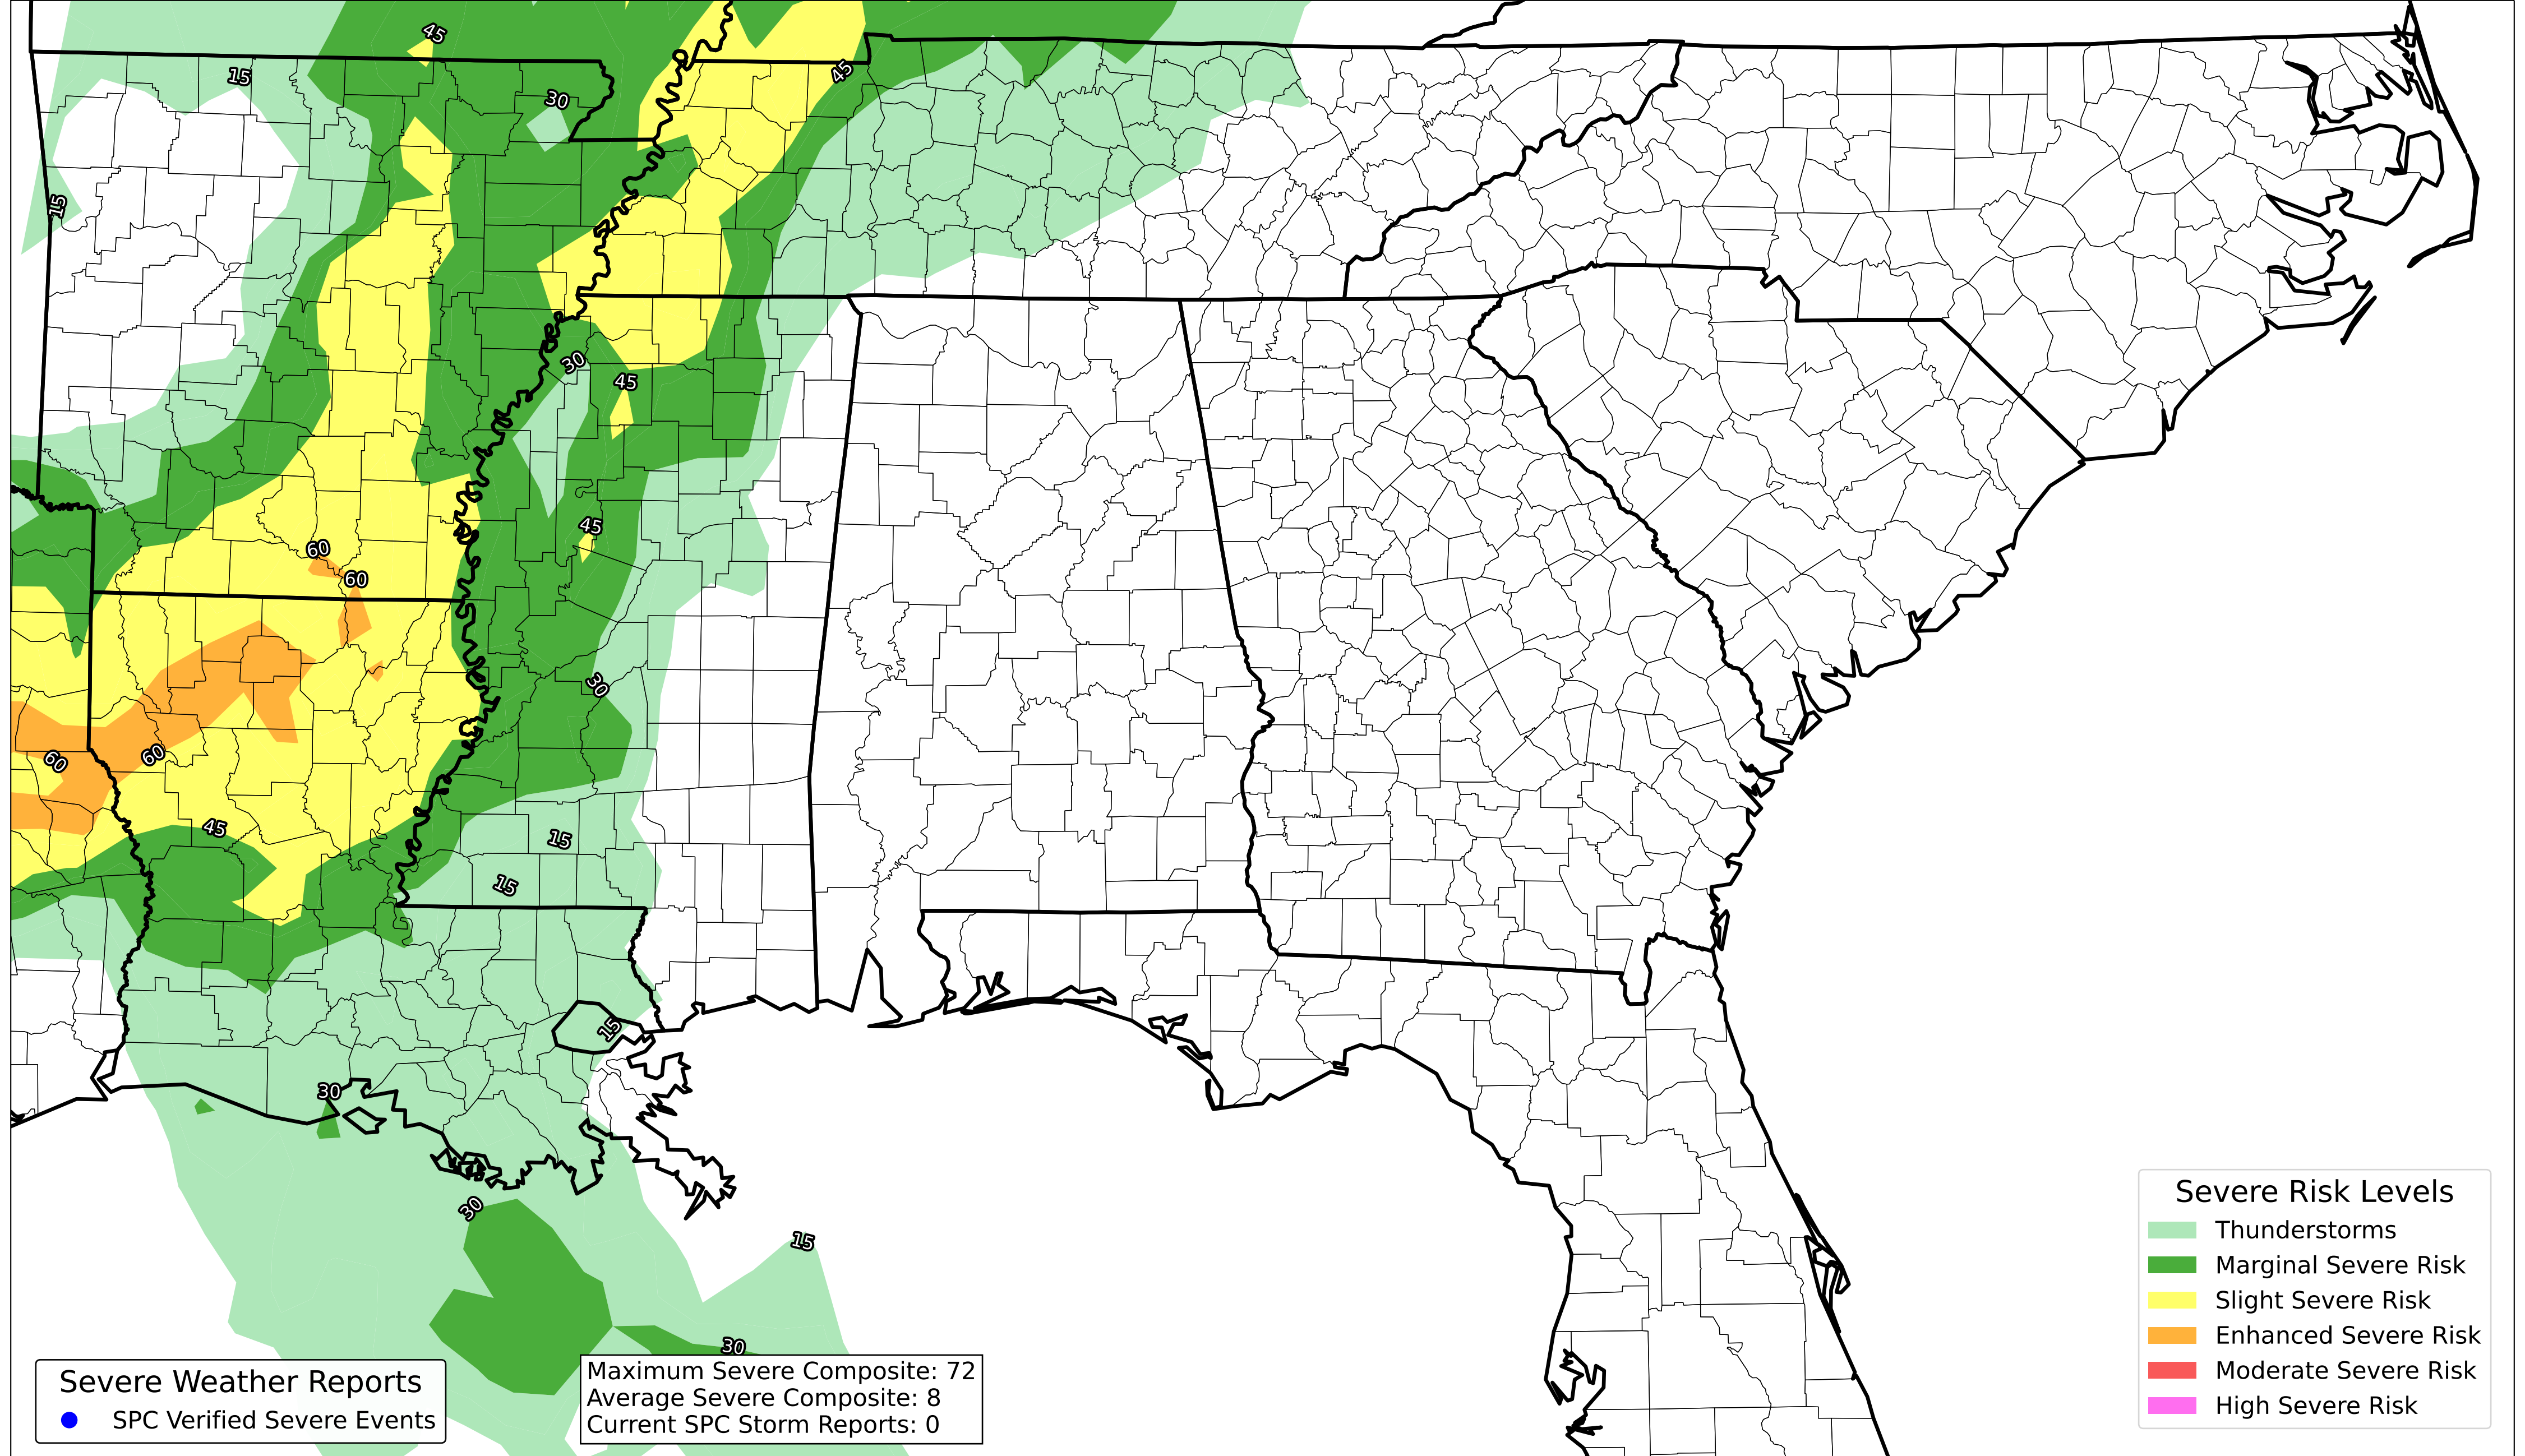 45
15
30
45
15
30
45
45
60
60
30
60
60
45
15
15
15
30
30
15
30
Severe Weather Reports
SPC Verified Severe Events
Maximum Severe Composite: 72
Average Severe Composite: 8
Current SPC Storm Reports: 0
Severe Risk Levels
Thunderstorms
Marginal Severe Risk
Slight Severe Risk
Enhanced Severe Risk
Moderate Severe Risk
High Severe Risk